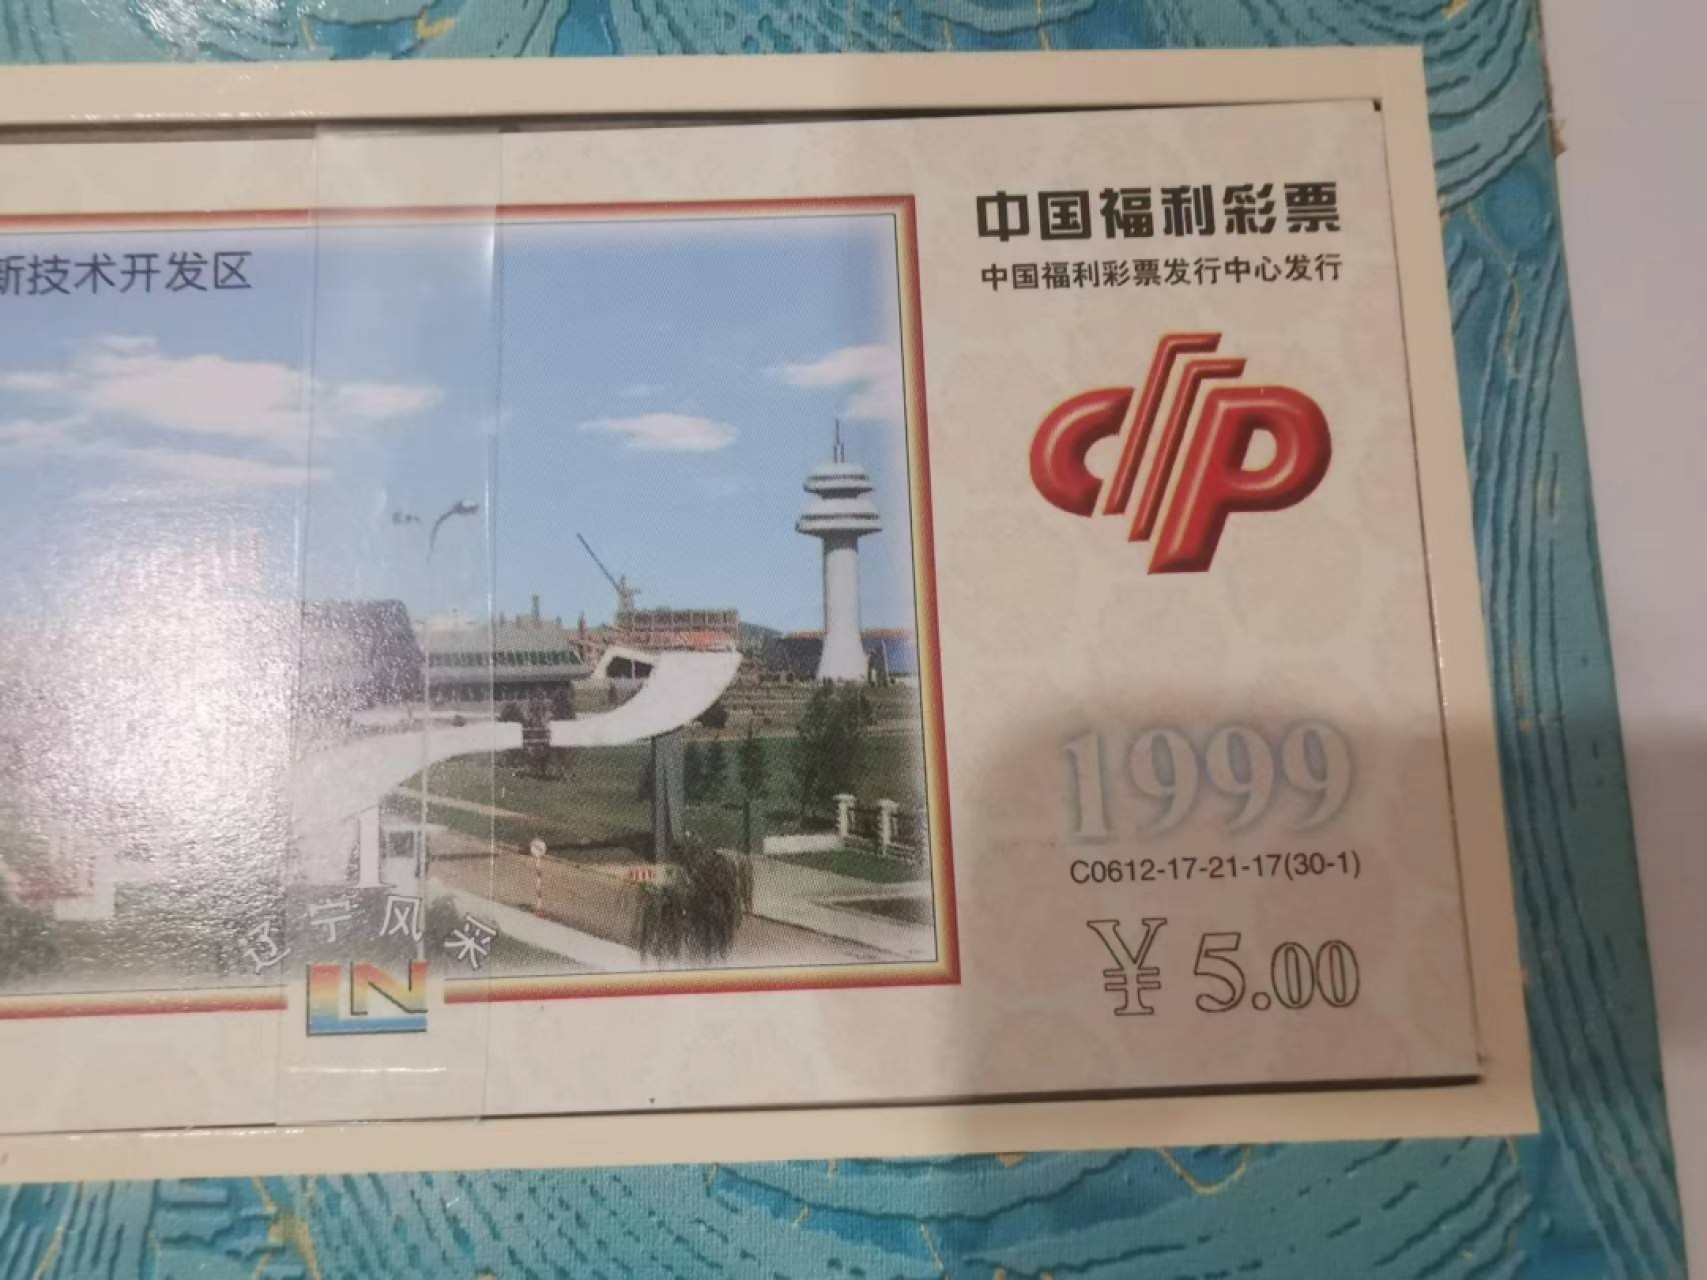 中国福利彩票
中国福利彩票发行中心发行
新技术开发区
1999
C0612-17-21-17(30-1)
¥ 5.00
辽宁风采
LN